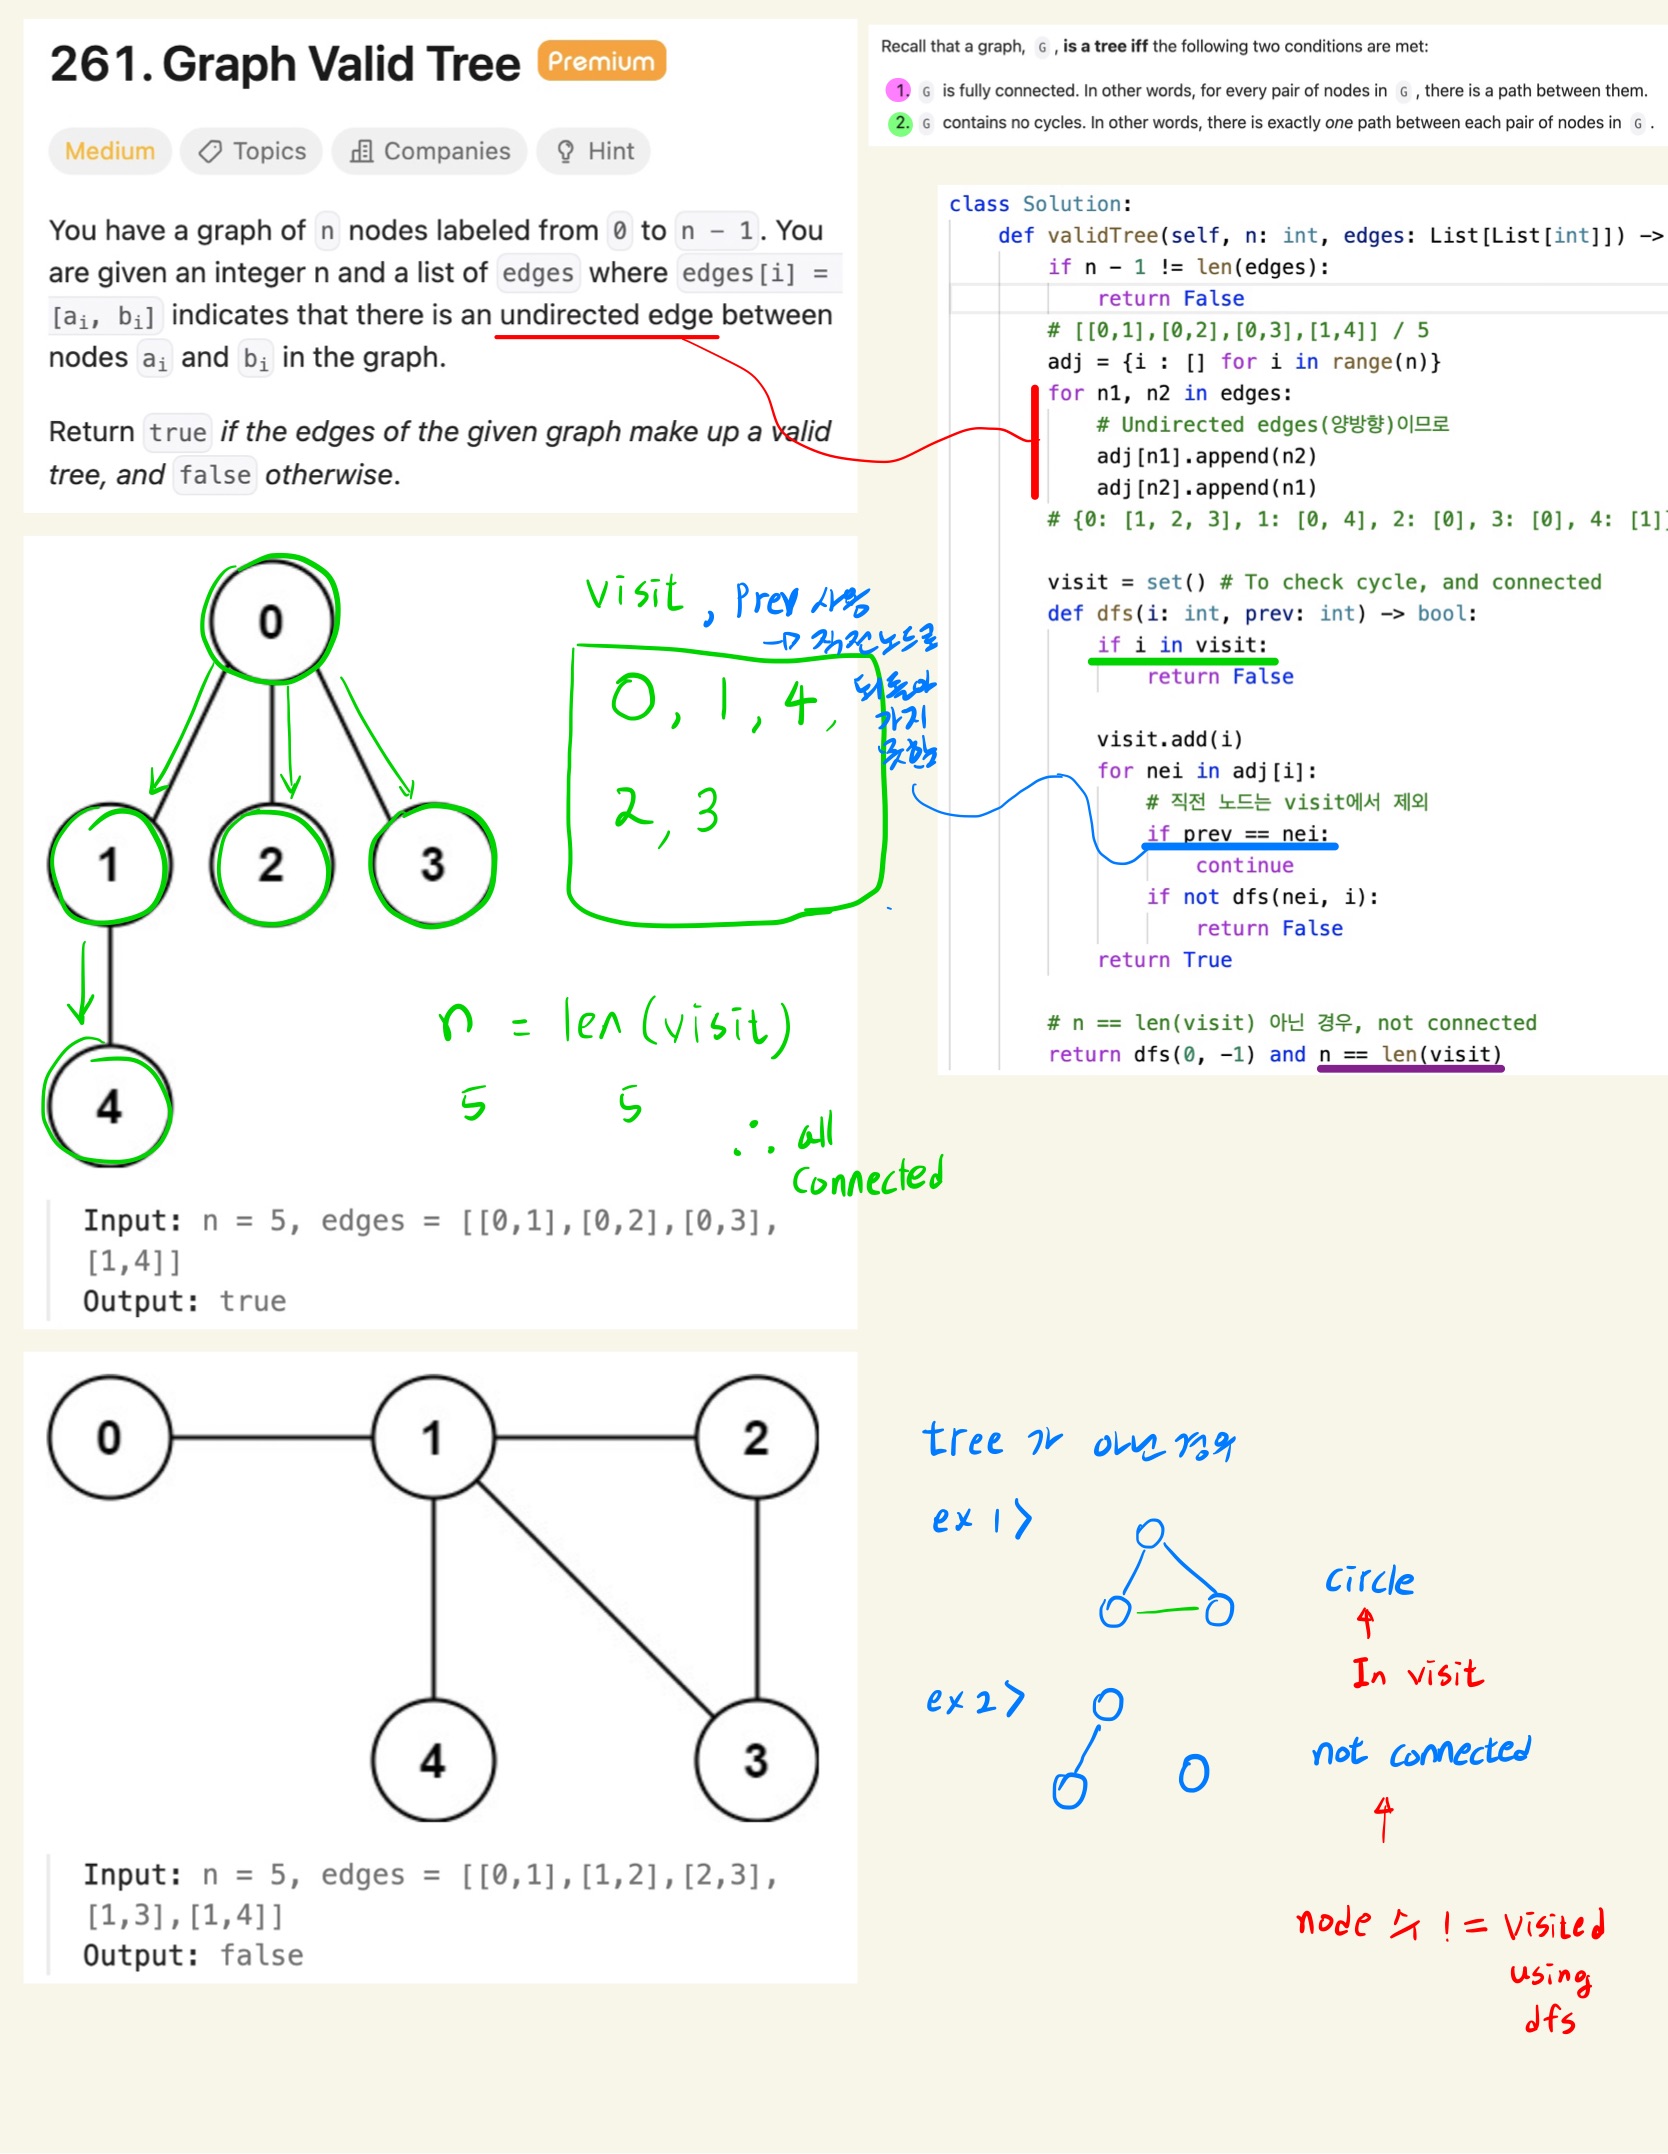 261. Graph Valid Tree Premium
Medium Topics Companies Hint
You have a graph of n nodes labeled from 0 to n - 1. You
are given an integer n and a list of edges where edges[i] =
[ai, bi] indicates that there is an undirected edge between
nodes ai and bi in the graph.
Return true if the edges of the given graph make up a valid
tree, and false otherwise.
Recall that a graph, G , is a tree iff the following two conditions are met:
1. G is fully connected. In other words, for every pair of nodes in G , there is a path between them.
2. G contains no cycles. In other words, there is exactly one path between each pair of nodes in G .
class Solution:
def validTree(self, n: int, edges: List[List[int]]) ->
if n - 1 != len(edges):
return False
# [[0,1],[0,2],[0,3],[1,4]] / 5
adj = {i : [] for i in range(n)}
for n1, n2 in edges:
# Undirected edges(양방향)이므로
adj[n1].append(n2)
adj[n2].append(n1)
# {0: [1, 2, 3], 1: [0, 4], 2: [0], 3: [0], 4: [1]
visit = set() # To check cycle, and connected
def dfs(i: int, prev: int) -> bool:
if i in visit:
return False
visit.add(i)
for nei in adj[i]:
# 직전 노드는 visit에서 제외
if prev == nei:
continue
if not dfs(nei, i):
return False
return True
# n == len(visit) 아닌 경우, not connected
return dfs(0, -1) and n == len(visit)
0
1 2 3
4
visit, Prev 사용
→ 직전노드로
되돌아
가지
못함
0, 1, 4,
2, 3
n = len(visit)
5 5
∴ all
connected
Input: n = 5, edges = [[0,1],[0,2],[0,3],
[1,4]]
Output: true
0 1 2
4 3
Input: n = 5, edges = [[0,1],[1,2],[2,3],
[1,3],[1,4]]
Output: false
tree 가 아닌 경우
ex 1>
circle
In visit
ex 2>
not connected
node 수 != visited
using
dfs